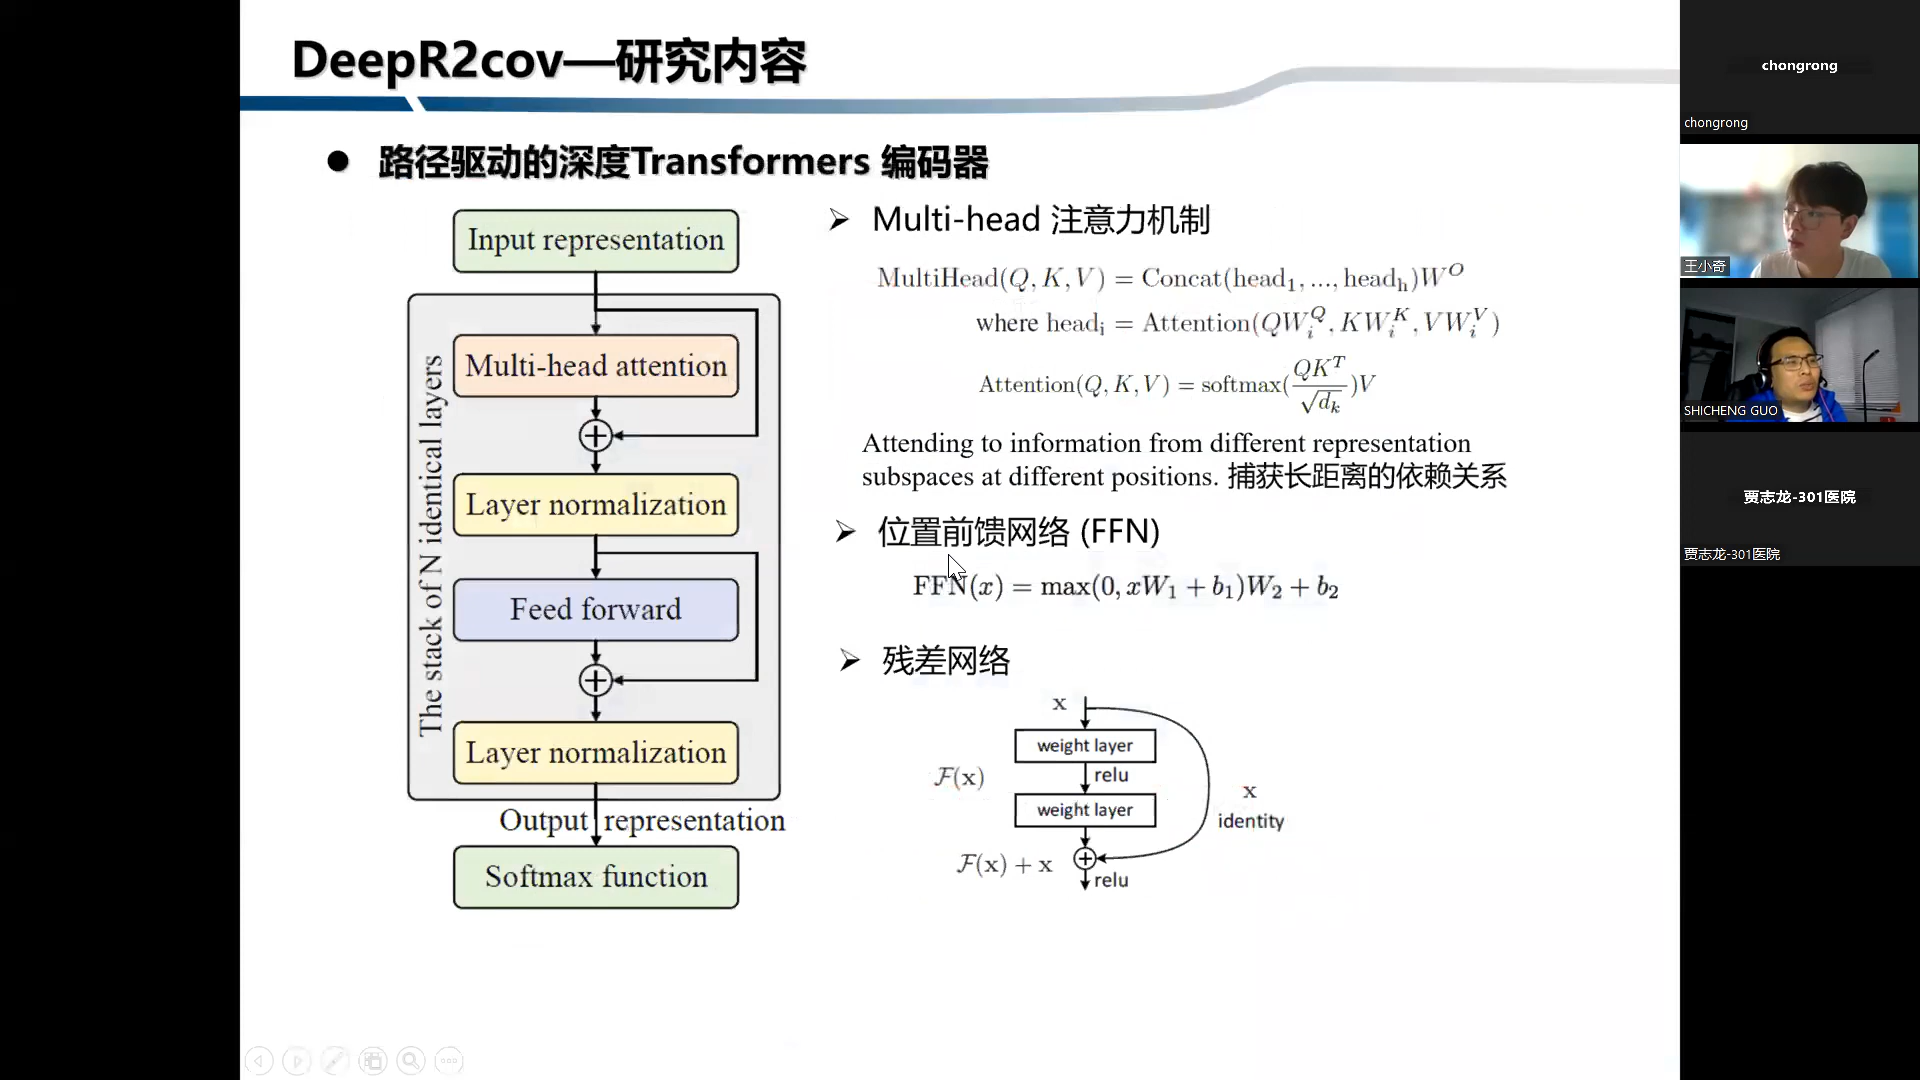 DeepR2cov—研究内容
● 路径驱动的深度Transformers 编码器
Input representation
The stack of N identical layers
Multi-head attention
Layer normalization
Feed forward
Layer normalization
Output representation
Softmax function
➢ Multi-head 注意力机制
MultiHead(Q, K, V) = Concat(head₁, ..., headₕ)W^O
where headᵢ = Attention(QWᵢ^Q, KWᵢ^K, VWᵢ^V)
Attention(Q, K, V) = softmax(QK^T/√dₖ)V
Attending to information from different representation
subspaces at different positions. 捕获长距离的依赖关系
➢ 位置前馈网络 (FFN)
FFN(x) = max(0, xW₁ + b₁)W₂ + b₂
➢ 残差网络
x
weight layer
F(x)
relu
weight layer
x
identity
F(x) + x
relu
chongrong
chongrong
王小奇
SHICHENG GUO
贾志龙-301医院
贾志龙-301医院